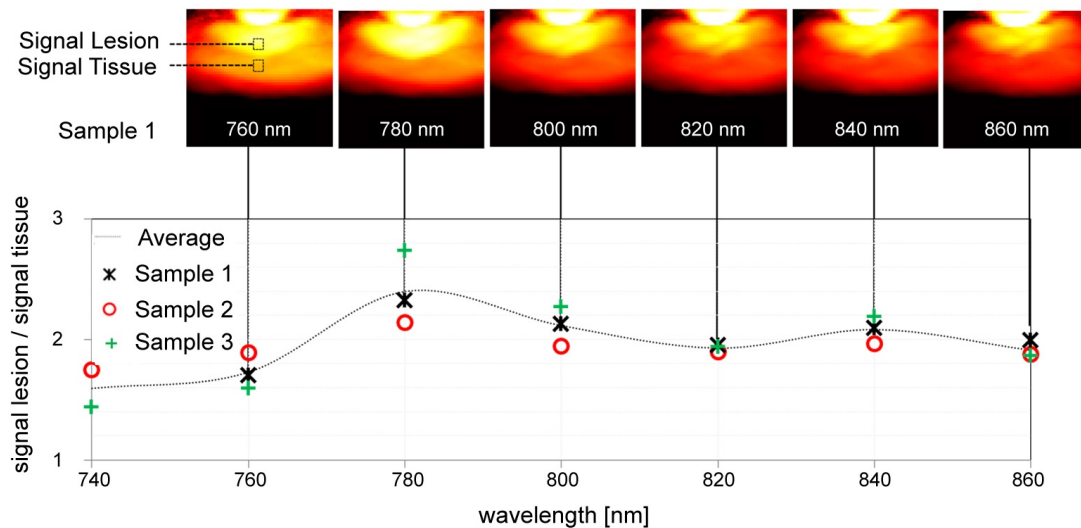 Signal Lesion
Signal Tissue
Sample 1
760 nm
780 nm
800 nm
820 nm
840 nm
860 nm
signal lesion / signal tissue
3
2
1
Average
Sample 1
Sample 2
Sample 3
740
760
780
800
820
840
860
wavelength [nm]